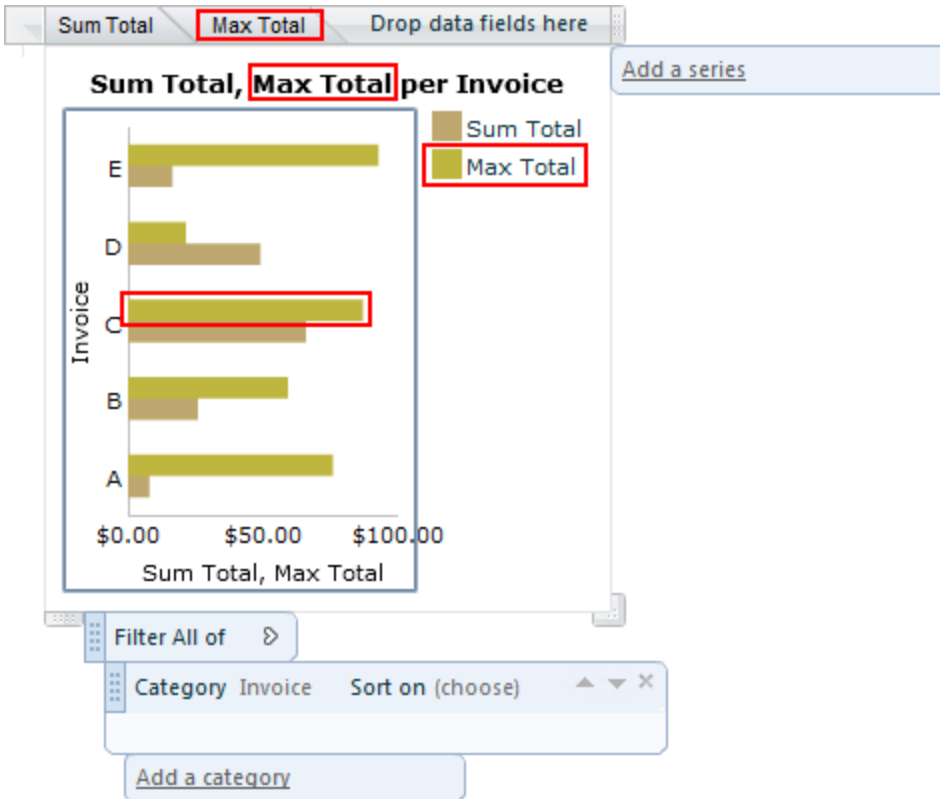 Sum Total Max Total Drop data fields here
Add a series
Sum Total, Max Total per Invoice
Sum Total
Max Total
E
D
C
B
A
Invoice
$0.00 $50.00 $100.00
Sum Total, Max Total
Filter All of
Category Invoice Sort on (choose)
Add a category